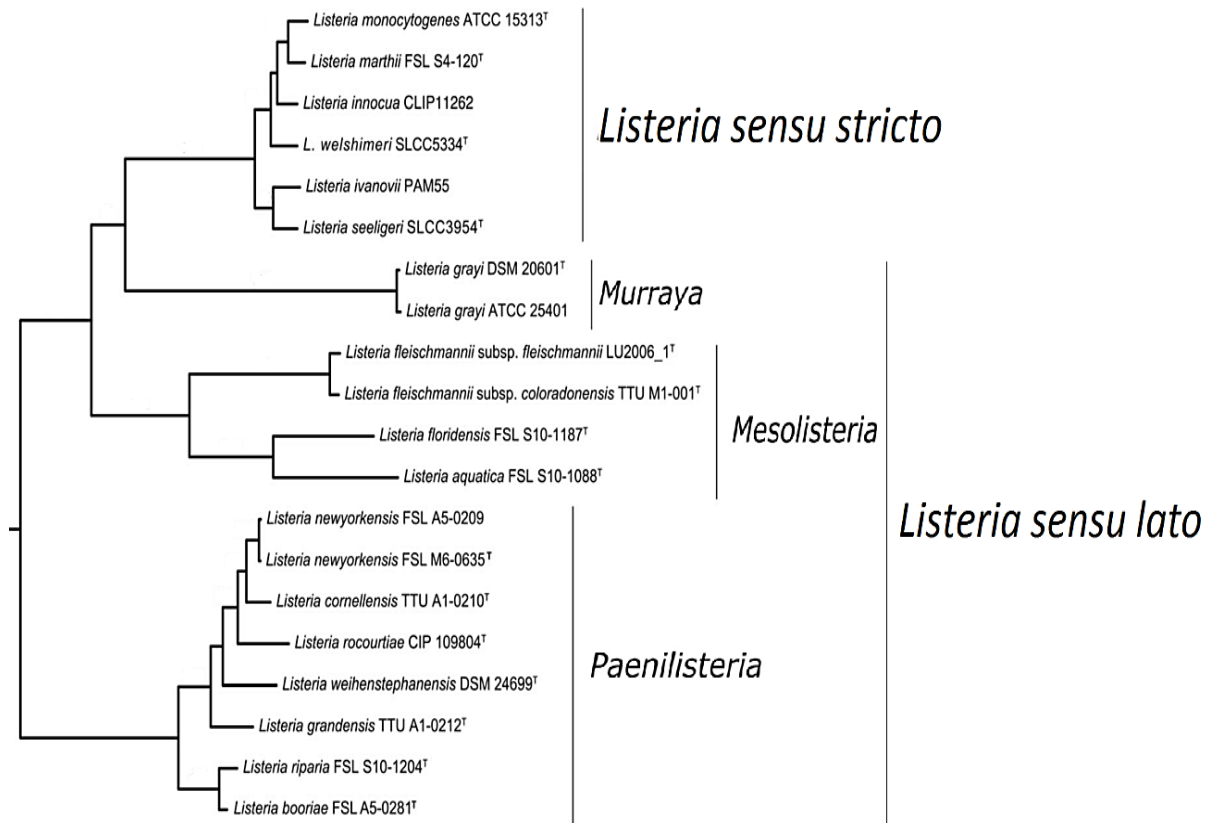 Listeria monocytogenes ATCC 15313ᵀ
Listeria marthii FSL S4-120ᵀ
Listeria innocua CLIP11262
L. welshimeri SLCC5334ᵀ
Listeria ivanovii PAM55
Listeria seeligeri SLCC3954ᵀ
Listeria sensu stricto
Listeria grayi DSM 20601ᵀ
Listeria grayi ATCC 25401
Murraya
Listeria fleischmannii subsp. fleischmannii LU2006_1ᵀ
Listeria fleischmannii subsp. coloradonensis TTU M1-001ᵀ
Listeria floridensis FSL S10-1187ᵀ
Listeria aquatica FSL S10-1088ᵀ
Mesolisteria
Listeria newyorkensis FSL A5-0209
Listeria newyorkensis FSL M6-0635ᵀ
Listeria cornellensis TTU A1-0210ᵀ
Listeria rocourtiae CIP 109804ᵀ
Listeria weihenstephanensis DSM 24699ᵀ
Listeria grandensis TTU A1-0212ᵀ
Listeria riparia FSL S10-1204ᵀ
Listeria booriae FSL A5-0281ᵀ
Paenilisteria
Listeria sensu lato